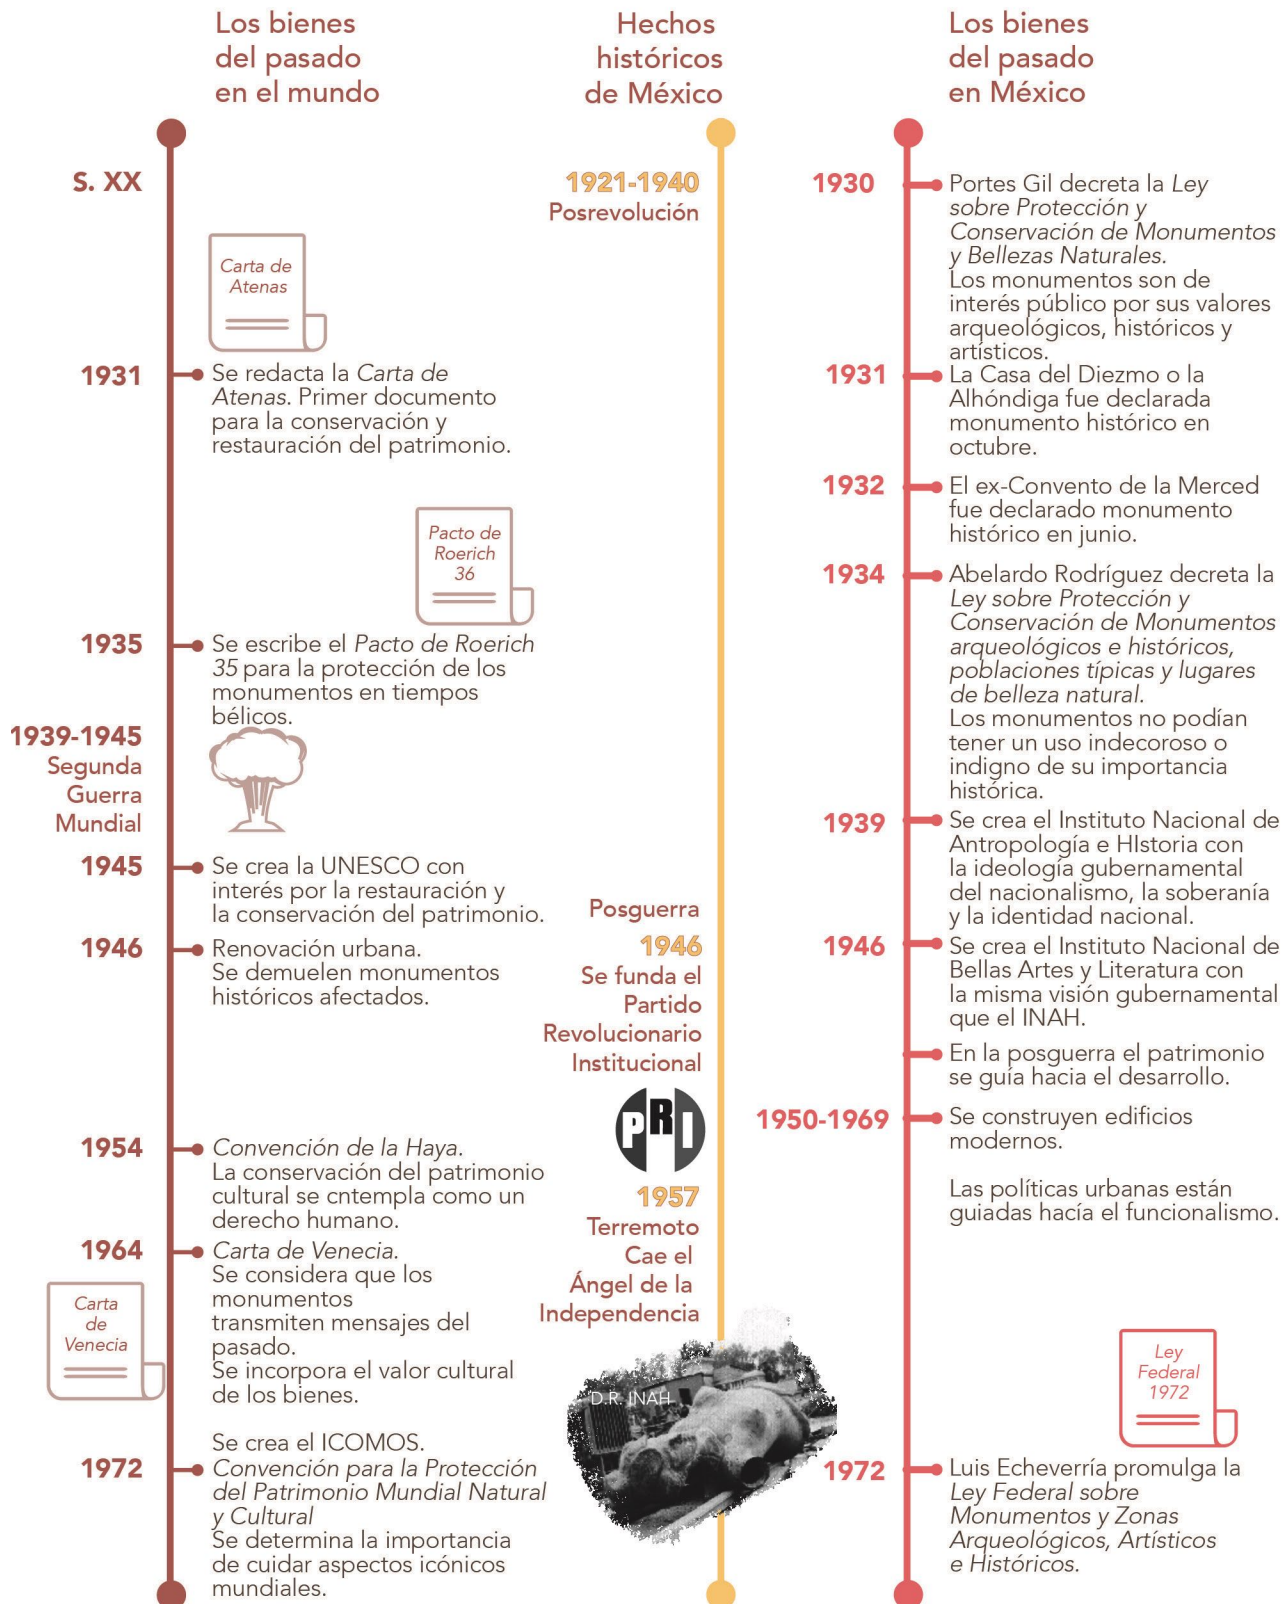 Los bienes
del pasado
en el mundo
S. XX
Carta de
Atenas
1931
Se redacta la Carta de
Atenas. Primer documento
para la conservación y
restauración del patrimonio.
Pacto de
Roerich
36
1935
Se escribe el Pacto de Roerich
35 para la protección de los
monumentos en tiempos
bélicos.
1939-1945
Segunda
Guerra
Mundial
1945
Se crea la UNESCO con
interés por la restauración y
la conservación del patrimonio.
1946
Renovación urbana.
Se demuelen monumentos
históricos afectados.
1954
Convención de la Haya.
La conservación del patrimonio
cultural se cntempla como un
derecho humano.
1964
Carta de Venecia.
Se considera que los
monumentos
transmiten mensajes del
pasado.
Se incorpora el valor cultural
de los bienes.
Carta
de
Venecia
Se crea el ICOMOS.
1972
Convención para la Protección
del Patrimonio Mundial Natural
y Cultural
Se determina la importancia
de cuidar aspectos icónicos
mundiales.
Hechos
históricos
de México
1921-1940
Posrevolución
Posguerra
1946
Se funda el
Partido
Revolucionario
Institucional
PRI
1957
Terremoto
Cae el
Ángel de la
Independencia
D.R. INAH
Los bienes
del pasado
en México
1930
Portes Gil decreta la Ley
sobre Protección y
Conservación de Monumentos
y Bellezas Naturales.
Los monumentos son de
interés público por sus valores
arqueológicos, históricos y
artísticos.
1931
La Casa del Diezmo o la
Alhóndiga fue declarada
monumento histórico en
octubre.
1932
El ex-Convento de la Merced
fue declarado monumento
histórico en junio.
1934
Abelardo Rodríguez decreta la
Ley sobre Protección y
Conservación de Monumentos
arqueológicos e históricos,
poblaciones típicas y lugares
de belleza natural.
Los monumentos no podían
tener un uso indecoroso o
indigno de su importancia
histórica.
1939
Se crea el Instituto Nacional de
Antropología e HIstoria con
la ideología gubernamental
del nacionalismo, la soberanía
y la identidad nacional.
1946
Se crea el Instituto Nacional de
Bellas Artes y Literatura con
la misma visión gubernamental
que el INAH.
En la posguerra el patrimonio
se guía hacia el desarrollo.
1950-1969
Se construyen edificios
modernos.
Las políticas urbanas están
guiadas hacía el funcionalismo.
Ley
Federal
1972
1972
Luis Echeverría promulga la
Ley Federal sobre
Monumentos y Zonas
Arqueológicos, Artísticos
e Históricos.